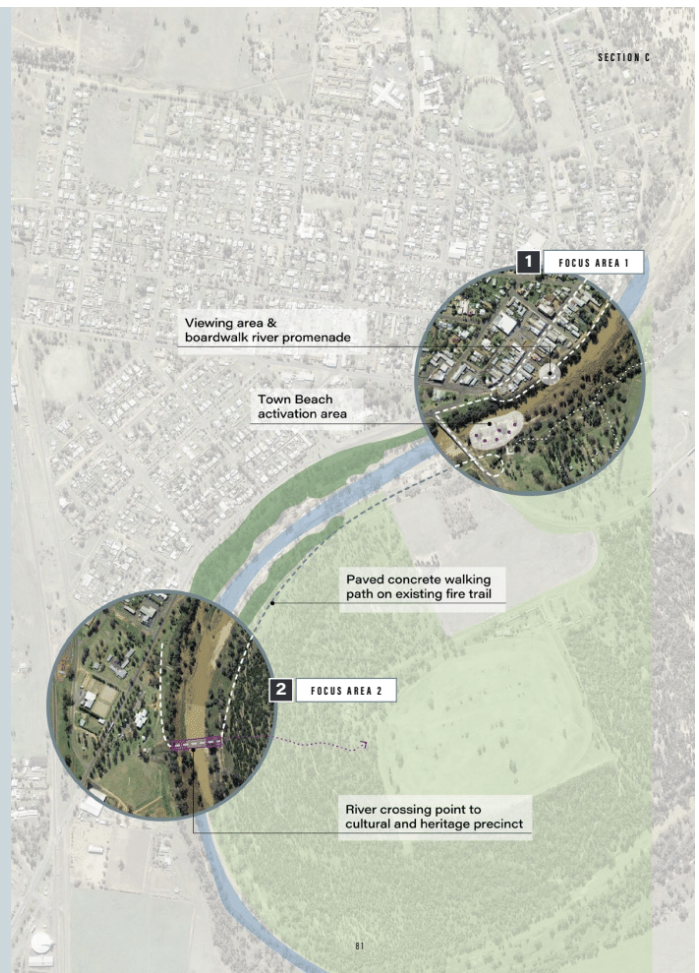 SECTION C
1
FOCUS AREA 1
Viewing area &
boardwalk river promenade
Town Beach
activation area
Paved concrete walking
path on existing fire trail
2
FOCUS AREA 2
River crossing point to
cultural and heritage precinct
81